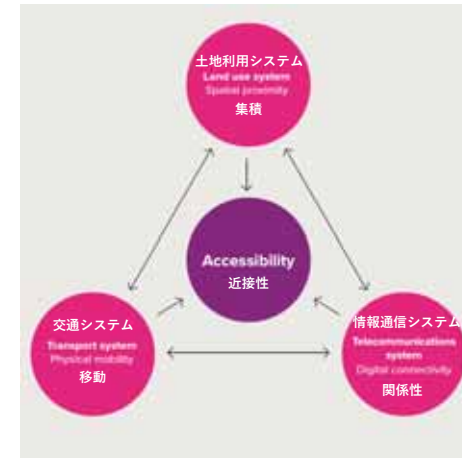 土地利用システム
Land use system
Spatial proximity
集積
Accessibility
近接性
交通システム
Transport system
Physical mobility
移動
情報通信システム
Telecommunications
system
Digital connectivity
関係性